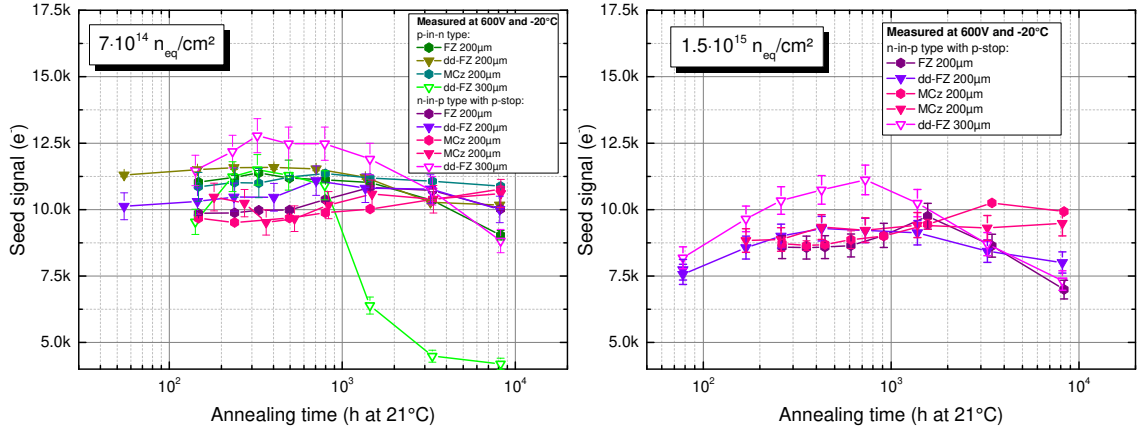 17.5k
15.0k
12.5k
10.0k
7.5k
5.0k
Seed signal (e⁻)
7·10¹⁴ n_eq/cm²
Measured at 600V and -20°C
p-in-n type:
FZ 200µm
dd-FZ 200µm
MCz 200µm
dd-FZ 300µm
n-in-p type with p-stop:
FZ 200µm
dd-FZ 200µm
MCz 200µm
MCz 200µm
dd-FZ 300µm
10² 10³ 10⁴
Annealing time (h at 21°C)
17.5k
15.0k
12.5k
10.0k
7.5k
5.0k
Seed signal (e⁻)
1.5·10¹⁵ n_eq/cm²
Measured at 600V and -20°C
n-in-p type with p-stop:
FZ 200µm
dd-FZ 200µm
MCz 200µm
MCz 200µm
dd-FZ 300µm
10² 10³ 10⁴
Annealing time (h at 21°C)